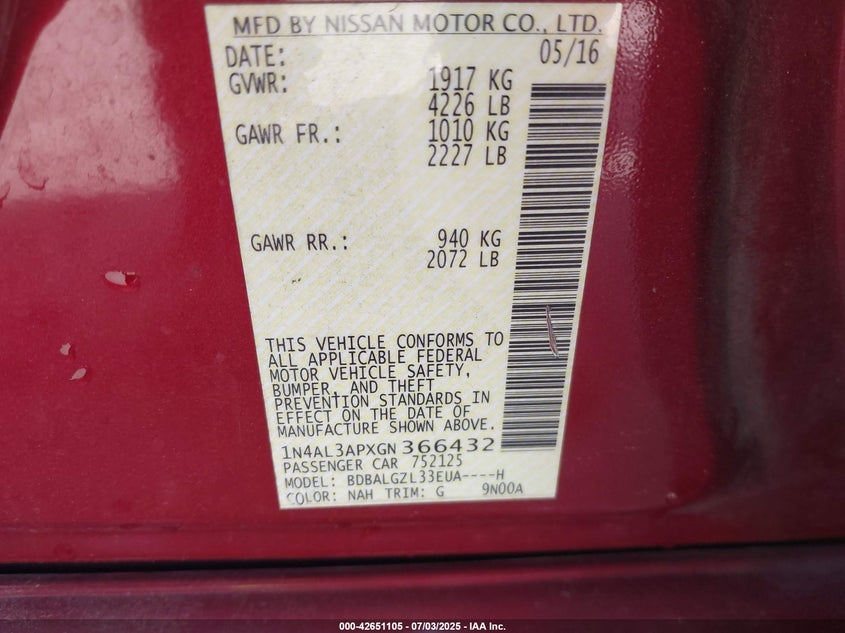 MFD BY NISSAN MOTOR CO., LTD.
DATE: 05/16
GVWR: 1917 KG
4226 LB
GAWR FR.: 1010 KG
2227 LB
GAWR RR.: 940 KG
2072 LB
THIS VEHICLE CONFORMS TO
ALL APPLICABLE FEDERAL
MOTOR VEHICLE SAFETY,
BUMPER, AND THEFT
PREVENTION STANDARDS IN
EFFECT ON THE DATE OF
MANUFACTURE SHOWN ABOVE.
1N4AL3APXGN366432
PASSENGER CAR 752125
MODEL: BDBALGZL33EUA----H
COLOR: NAH TRIM: G 9N00A
000-42651105 - 07/03/2025 - IAA Inc.